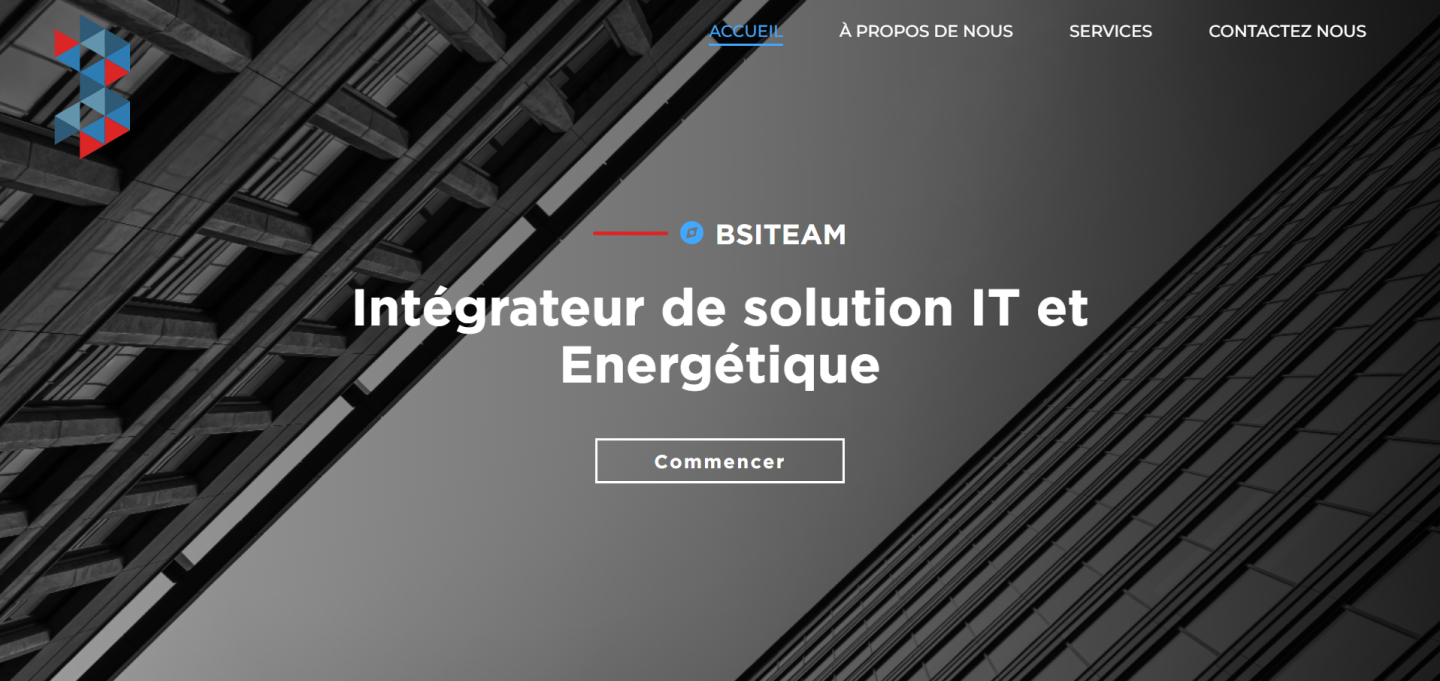 ACCUEIL À PROPOS DE NOUS SERVICES CONTACTEZ NOUS
BSITEAM
Intégrateur de solution IT et
Energétique
Commencer